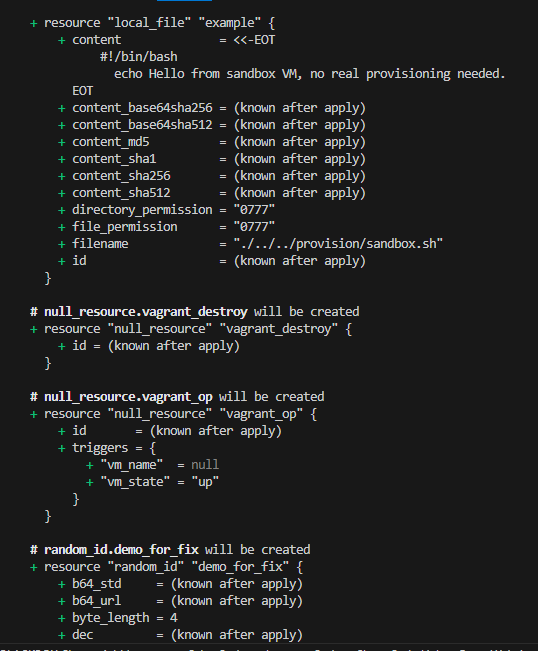 + resource "local_file" "example" {
+ content = <<-EOT
#!/bin/bash
echo Hello from sandbox VM, no real provisioning needed.
EOT
+ content_base64sha256 = (known after apply)
+ content_base64sha512 = (known after apply)
+ content_md5 = (known after apply)
+ content_sha1 = (known after apply)
+ content_sha256 = (known after apply)
+ content_sha512 = (known after apply)
+ directory_permission = "0777"
+ file_permission = "0777"
+ filename = "./../../provision/sandbox.sh"
+ id = (known after apply)
}
# null_resource.vagrant_destroy will be created
+ resource "null_resource" "vagrant_destroy" {
+ id = (known after apply)
}
# null_resource.vagrant_op will be created
+ resource "null_resource" "vagrant_op" {
+ id = (known after apply)
+ triggers = {
+ "vm_name" = null
+ "vm_state" = "up"
}
}
# random_id.demo_for_fix will be created
+ resource "random_id" "demo_for_fix" {
+ b64_std = (known after apply)
+ b64_url = (known after apply)
+ byte_length = 4
+ dec = (known after apply)